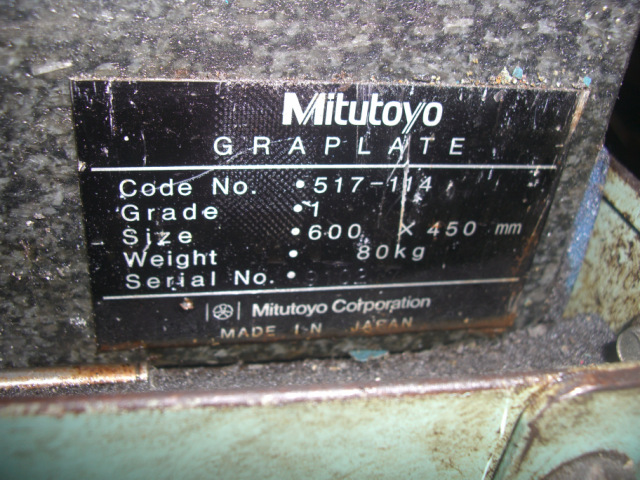 Mitutoyo
GRAPLATE
Code No. • 517-114
Grade • 1
Size • 600 X 450 mm
Weight • 80kg
Serial No. •
Mitutoyo Corporation
MADE IN JAPAN